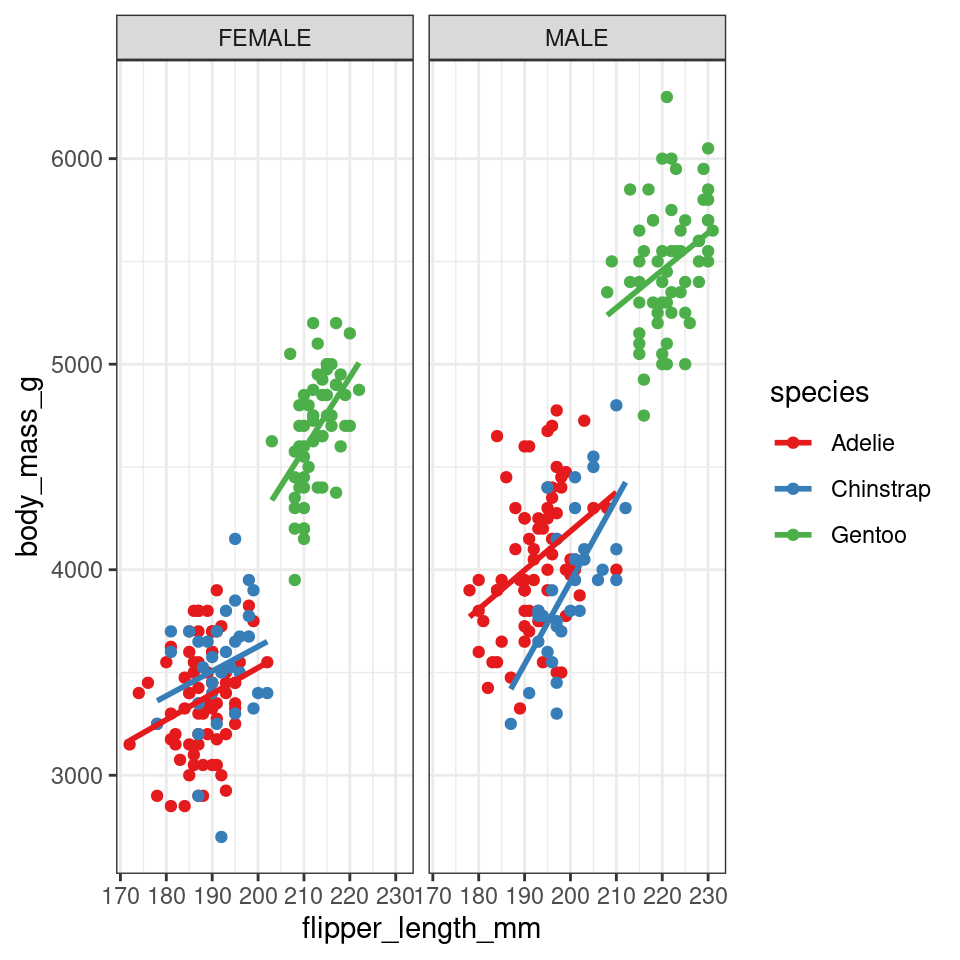 FEMALE
MALE
body_mass_g
6000
5000
4000
3000
170 180 190 200 210 220 230
170 180 190 200 210 220 230
flipper_length_mm
species
Adelie
Chinstrap
Gentoo